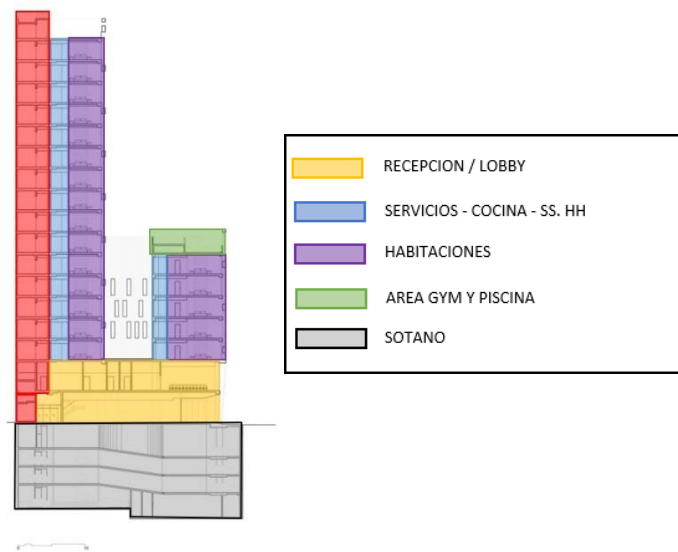 RECEPCION / LOBBY
SERVICIOS - COCINA - SS. HH
HABITACIONES
AREA GYM Y PISCINA
SOTANO